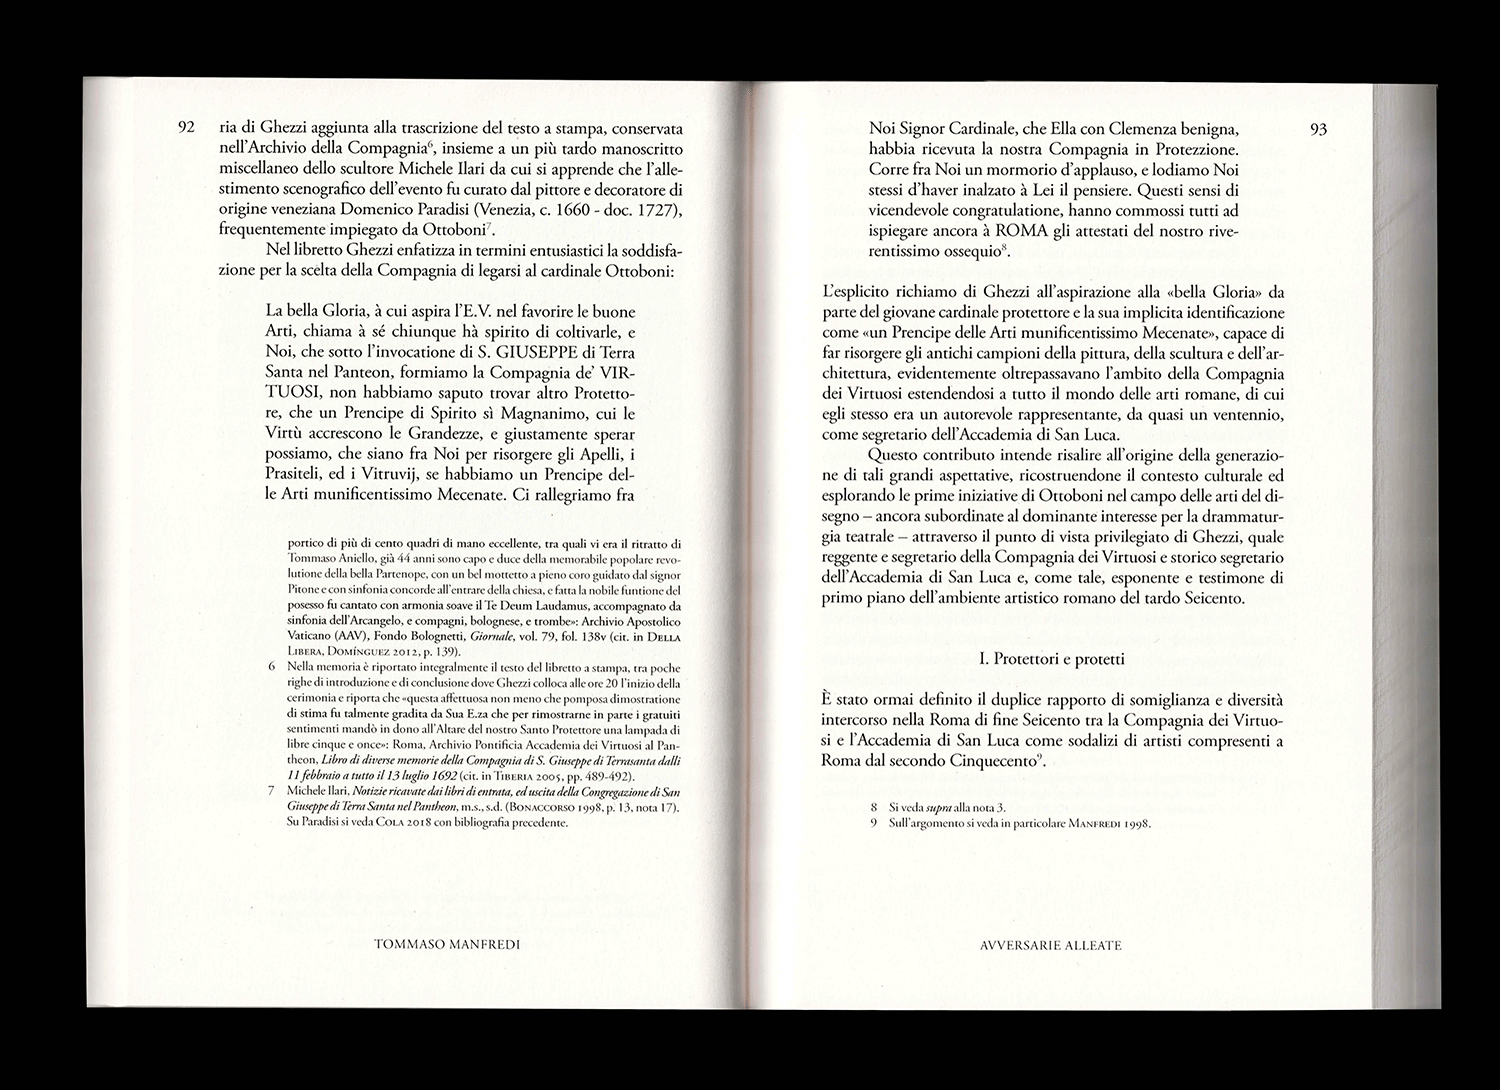 92
ria di Ghezzi aggiunta alla trascrizione del testo a stampa, conservata
nell'Archivio della Compagnia⁶, insieme a un più tardo manoscritto
miscellaneo dello scultore Michele Ilari da cui si apprende che l'alle-
stimento scenografico dell'evento fu curato dal pittore e decoratore di
origine veneziana Domenico Paradisi (Venezia, c. 1660 - doc. 1727),
frequentemente impiegato da Ottoboni⁷.
Nel libretto Ghezzi enfatizza in termini entusiastici la soddisfa-
zione per la scelta della Compagnia di legarsi al cardinale Ottoboni:
La bella Gloria, à cui aspira l'E.V. nel favorire le buone
Arti, chiama à sé chiunque hà spirito di coltivarle, e
Noi, che sotto l'invocatione di S. GIUSEPPE di Terra
Santa nel Panteon, formiamo la Compagnia de' VIR-
TUOSI, non habbiamo saputo trovar altro Protetto-
re, che un Prencipe di Spirito sì Magnanimo, cui le
Virtù accrescono le Grandezze, e giustamente sperar
possiamo, che siano fra Noi per risorgere gli Apelli, i
Prasiteli, ed i Vitruvij, se habbiamo un Prencipe del-
le Arti munificentissimo Mecenate. Ci rallegriamo fra
portico di più di cento quadri di mano eccellente, tra quali vi era il ritratto di
Tommaso Aniello, già 44 anni sono capo e duce della memorabile popolare revo-
lutione della bella Partenope, con un bel mottetto a pieno coro guidato dal signor
Pitone e con sinfonia concorde all'entrare della chiesa, e fatta la nobile funtione del
posesso fu cantato con armonia soave il Te Deum Laudamus, accompagnato da
sinfonia dell'Arcangelo, e compagni, bolognese, e trombe»: Archivio Apostolico
Vaticano (AAV), Fondo Bolognetti, Giornale, vol. 79, fol. 138v (cit. in DELLA
LIBERA, DOMÍNGUEZ 2012, p. 139).
6 Nella memoria è riportato integralmente il testo del libretto a stampa, tra poche
righe di introduzione e di conclusione dove Ghezzi colloca alle ore 20 l'inizio della
cerimonia e riporta che «questa affettuosa non meno che pomposa dimostratione
di stima fu talmente gradita da Sua E.za che per rimostrarne in parte i gratuiti
sentimenti mandò in dono all'Altare del nostro Santo Protettore una lampada di
libre cinque e once»: Roma, Archivio Pontificia Accademia dei Virtuosi al Pan-
theon, Libro di diverse memorie della Compagnia di S. Giuseppe di Terrasanta dalli
11 febbraio a tutto il 13 luglio 1692 (cit. in TIBERIA 2005, pp. 489-492).
7 Michele Ilari, Notizie ricavate dai libri di entrata, ed uscita della Congregazione di San
Giuseppe di Terra Santa nel Pantheon, m.s., s.d. (BONACCORSO 1998, p. 13, nota 17).
Su Paradisi si veda COLA 2018 con bibliografia precedente.
TOMMASO MANFREDI
93
Noi Signor Cardinale, che Ella con Clemenza benigna,
habbia ricevuta la nostra Compagnia in Protezzione.
Corre fra Noi un mormorio d'applauso, e lodiamo Noi
stessi d'haver inalzato à Lei il pensiere. Questi sensi di
vicendevole congratulatione, hanno commossi tutti ad
ispiegare ancora à ROMA gli attestati del nostro rive-
rentissimo ossequio⁸.
L'esplicito richiamo di Ghezzi all'aspirazione alla «bella Gloria» da
parte del giovane cardinale protettore e la sua implicita identificazione
come «un Prencipe delle Arti munificentissimo Mecenate», capace di
far risorgere gli antichi campioni della pittura, della scultura e dell'ar-
chitettura, evidentemente oltrepassavano l'ambito della Compagnia
dei Virtuosi estendendosi a tutto il mondo delle arti romane, di cui
egli stesso era un autorevole rappresentante, da quasi un ventennio,
come segretario dell'Accademia di San Luca.
Questo contributo intende risalire all'origine della generazio-
ne di tali grandi aspettative, ricostruendone il contesto culturale ed
esplorando le prime iniziative di Ottoboni nel campo delle arti del di-
segno – ancora subordinate al dominante interesse per la drammatur-
gia teatrale – attraverso il punto di vista privilegiato di Ghezzi, quale
reggente e segretario della Compagnia dei Virtuosi e storico segretario
dell'Accademia di San Luca e, come tale, esponente e testimone di
primo piano dell'ambiente artistico romano del tardo Seicento.
I. Protettori e protetti
È stato ormai definito il duplice rapporto di somiglianza e diversità
intercorso nella Roma di fine Seicento tra la Compagnia dei Virtuo-
si e l'Accademia di San Luca come sodalizi di artisti compresenti a
Roma dal secondo Cinquecento⁹.
8 Si veda supra alla nota 3.
9 Sull'argomento si veda in particolare MANFREDI 1998.
AVVERSARIE ALLEATE